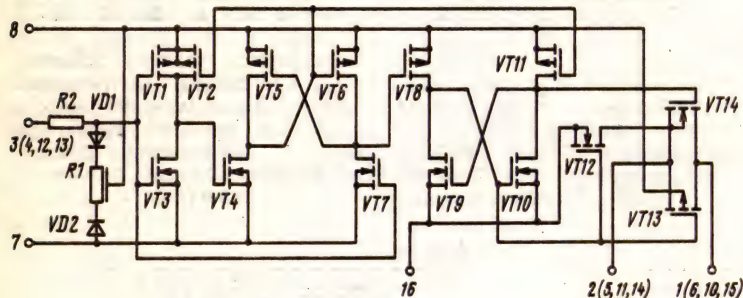 8
VT1 VT2 VT5 VT6 VT8 VT11
R2 VD1 VT14
3(4,12,13)
R1 VT12
VT3 VT4 VT7 VT9 VT10 VT13
VD2
7
16 2(5,11,14) 1(6,10,15)